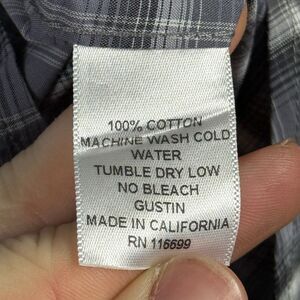 100% COTTON
MACHINE WASH COLD
WATER
TUMBLE DRY LOW
NO BLEACH
GUSTIN
MADE IN CALIFORNIA
RN 116699